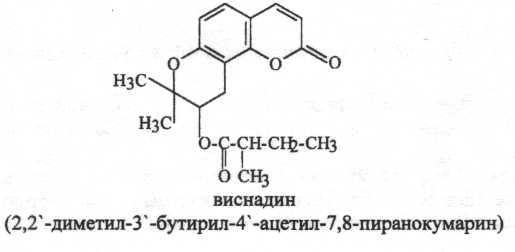 O O O
H3C
H3C
O-C-CH-CH2-CH3
O CH3
виснадин
(2,2`-диметил-3`-бутирил-4`-ацетил-7,8-пиранокумарин)